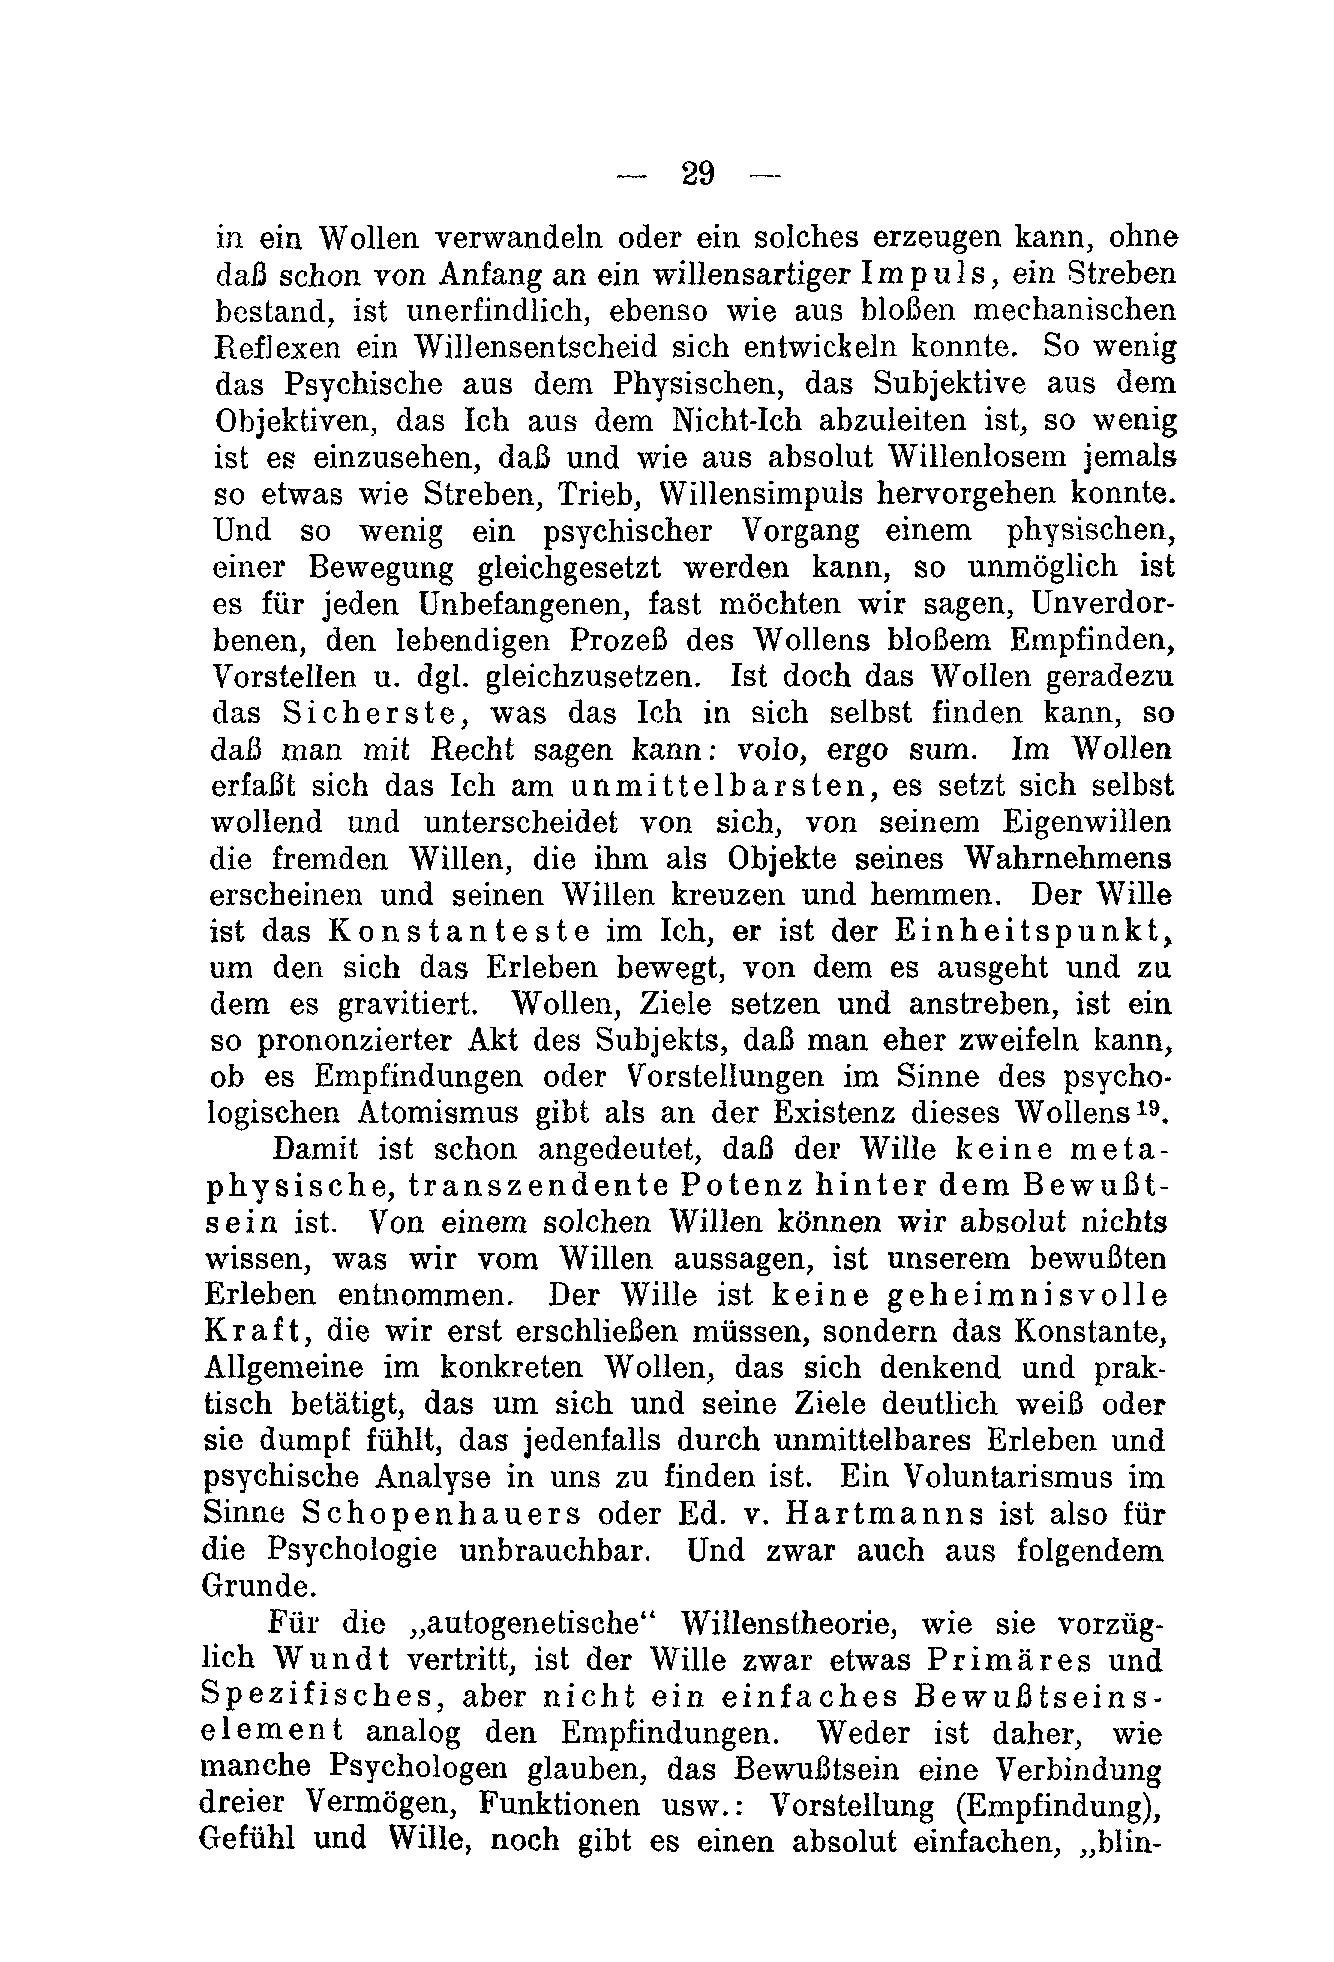 — 29 —
in ein Wollen verwandeln oder ein solches erzeugen kann, ohne
daß schon von Anfang an ein willensartiger Impuls, ein Streben
bestand, ist unerfindlich, ebenso wie aus bloßen mechanischen
Reflexen ein Willensentscheid sich entwickeln konnte. So wenig
das Psychische aus dem Physischen, das Subjektive aus dem
Objektiven, das Ich aus dem Nicht-Ich abzuleiten ist, so wenig
ist es einzusehen, daß und wie aus absolut Willenlosem jemals
so etwas wie Streben, Trieb, Willensimpuls hervorgehen konnte.
Und so wenig ein psychischer Vorgang einem physischen,
einer Bewegung gleichgesetzt werden kann, so unmöglich ist
es für jeden Unbefangenen, fast möchten wir sagen, Unverdor-
benen, den lebendigen Prozeß des Wollens bloßem Empfinden,
Vorstellen u. dgl. gleichzusetzen. Ist doch das Wollen geradezu
das Sicherste, was das Ich in sich selbst finden kann, so
daß man mit Recht sagen kann: volo, ergo sum. Im Wollen
erfaßt sich das Ich am unmittelbarsten, es setzt sich selbst
wollend und unterscheidet von sich, von seinem Eigenwillen
die fremden Willen, die ihm als Objekte seines Wahrnehmens
erscheinen und seinen Willen kreuzen und hemmen. Der Wille
ist das Konstanteste im Ich, er ist der Einheitspunkt,
um den sich das Erleben bewegt, von dem es ausgeht und zu
dem es gravitiert. Wollen, Ziele setzen und anstreben, ist ein
so prononzierter Akt des Subjekts, daß man eher zweifeln kann,
ob es Empfindungen oder Vorstellungen im Sinne des psycho-
logischen Atomismus gibt als an der Existenz dieses Wollens¹⁹.
Damit ist schon angedeutet, daß der Wille keine meta-
physische, transzendente Potenz hinter dem Bewußt-
sein ist. Von einem solchen Willen können wir absolut nichts
wissen, was wir vom Willen aussagen, ist unserem bewußten
Erleben entnommen. Der Wille ist keine geheimnisvolle
Kraft, die wir erst erschließen müssen, sondern das Konstante,
Allgemeine im konkreten Wollen, das sich denkend und prak-
tisch betätigt, das um sich und seine Ziele deutlich weiß oder
sie dumpf fühlt, das jedenfalls durch unmittelbares Erleben und
psychische Analyse in uns zu finden ist. Ein Voluntarismus im
Sinne Schopenhauers oder Ed. v. Hartmanns ist also für
die Psychologie unbrauchbar. Und zwar auch aus folgendem
Grunde.
Für die „autogenetische“ Willenstheorie, wie sie vorzüg-
lich Wundt vertritt, ist der Wille zwar etwas Primäres und
Spezifisches, aber nicht ein einfaches Bewußtseins-
element analog den Empfindungen. Weder ist daher, wie
manche Psychologen glauben, das Bewußtsein eine Verbindung
dreier Vermögen, Funktionen usw.: Vorstellung (Empfindung),
Gefühl und Wille, noch gibt es einen absolut einfachen, „blin-